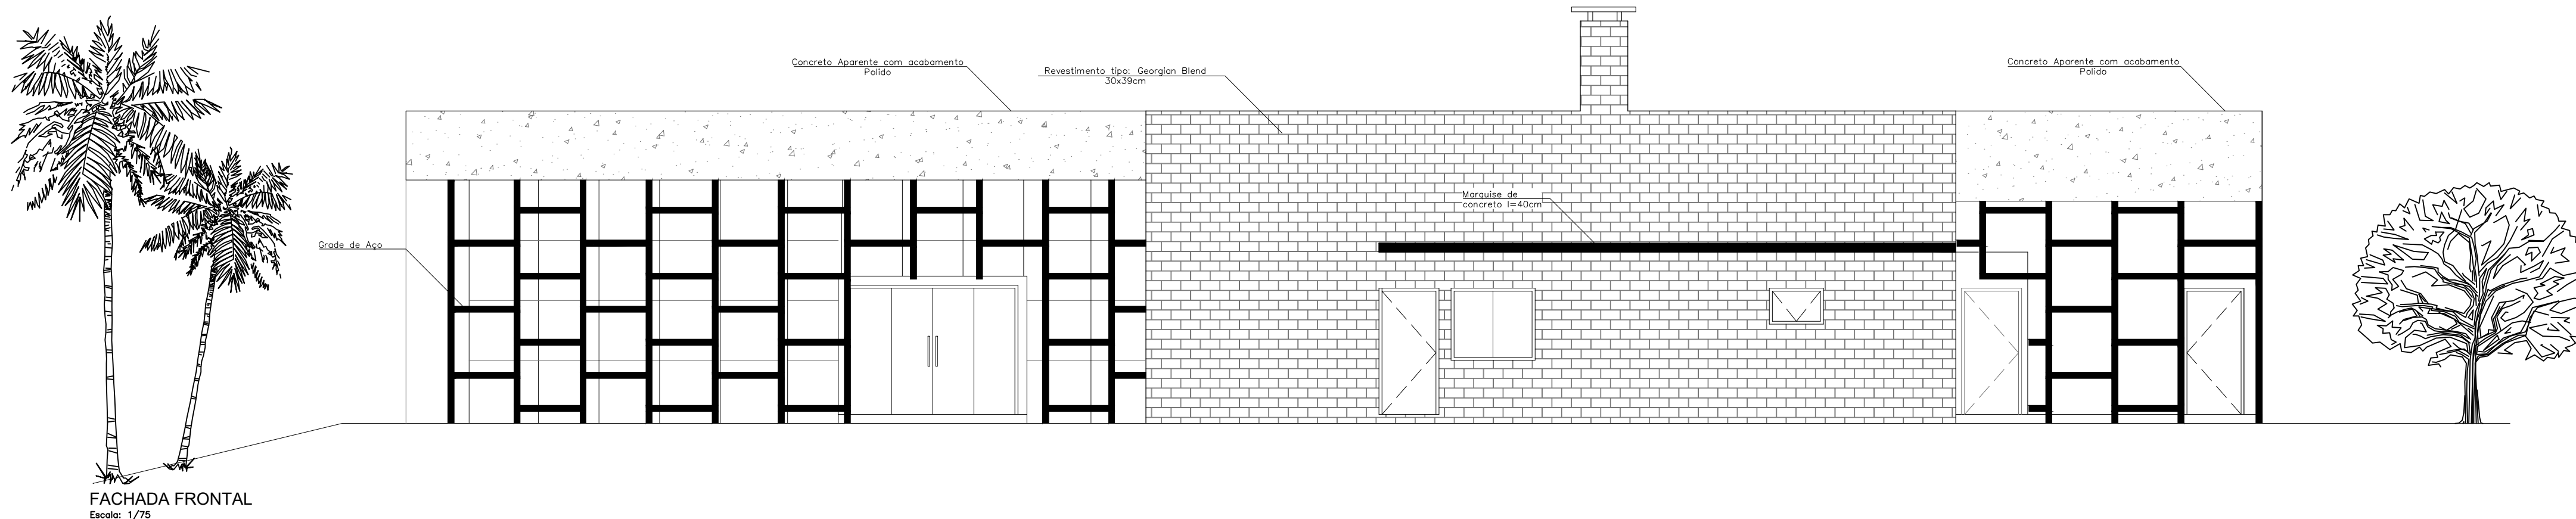 Concreto Aparente com acabamento
Polido
Revestimento tipo: Georgian Blend
30x39cm
Concreto Aparente com acabamento
Polido
Marquise de
concreto l=40cm
Grade de Aço
FACHADA FRONTAL
Escala: 1/75